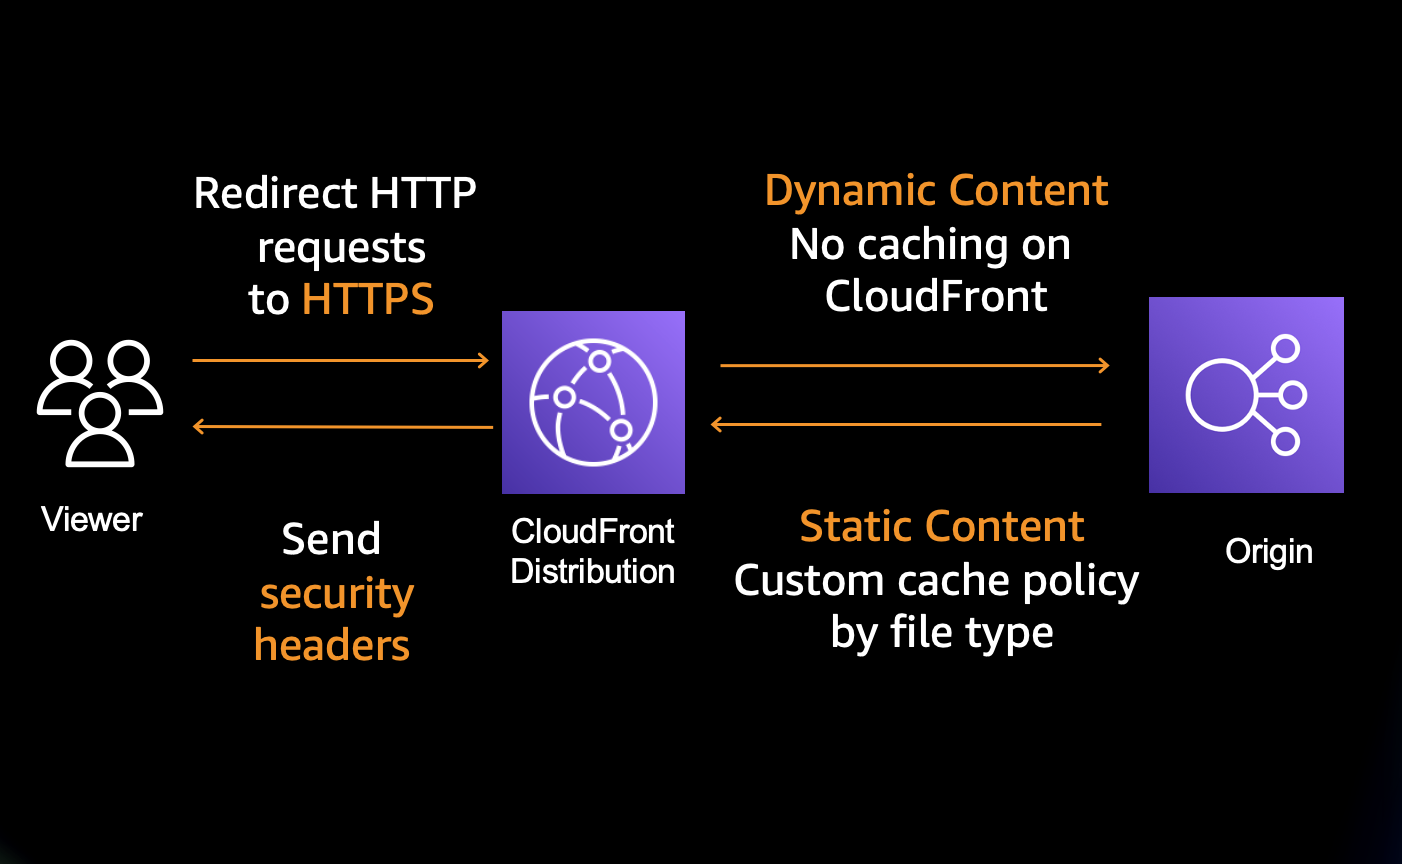 Redirect HTTP
requests
to HTTPS
Dynamic Content
No caching on
CloudFront
Viewer
Send
security
headers
CloudFront
Distribution
Static Content
Custom cache policy
by file type
Origin